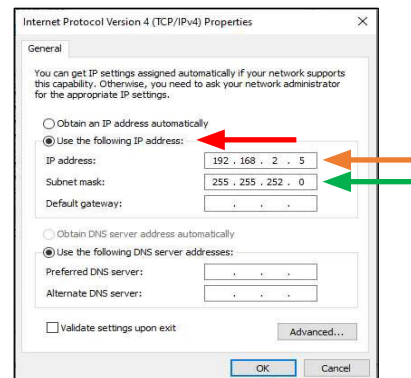 Internet Protocol Version 4 (TCP/IPv4) Properties
General
You can get IP settings assigned automatically if your network supports
this capability. Otherwise, you need to ask your network administrator
for the appropriate IP settings.
Obtain an IP address automatically
Use the following IP address:
IP address: 192 . 168 . 2 . 5
Subnet mask: 255 . 255 . 252 . 0
Default gateway: . . .
Obtain DNS server address automatically
Use the following DNS server addresses:
Preferred DNS server: . . .
Alternate DNS server: . . .
Validate settings upon exit
Advanced...
OK Cancel